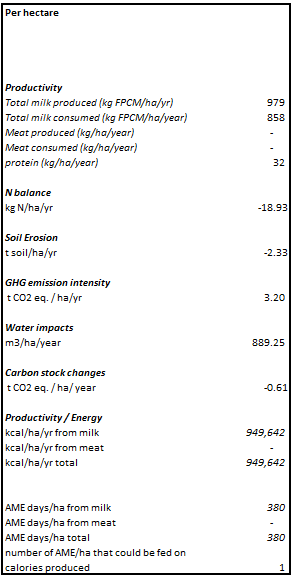 Per hectare
Productivity
Total milk produced (kg FPCM/ha/yr) 979
Total milk consumed (kg FPCM/ha/year) 858
Meat produced (kg/ha/year) -
Meat consumed (kg/ha/year) -
protein (kg/ha/year) 32
N balance
kg N/ha/yr -18.93
Soil Erosion
t soil/ha/yr -2.33
GHG emission intensity
t CO2 eq. / ha/yr 3.20
Water impacts
m3/ha/year 889.25
Carbon stock changes
t CO2 eq. / ha/ year -0.61
Productivity / Energy
kcal/ha/yr from milk 949,642
kcal/ha/yr from meat -
kcal/ha/yr total 949,642
AME days/ha from milk 380
AME days/ha from meat -
AME days/ha total 380
number of AME/ha that could be fed on
calories produced 1